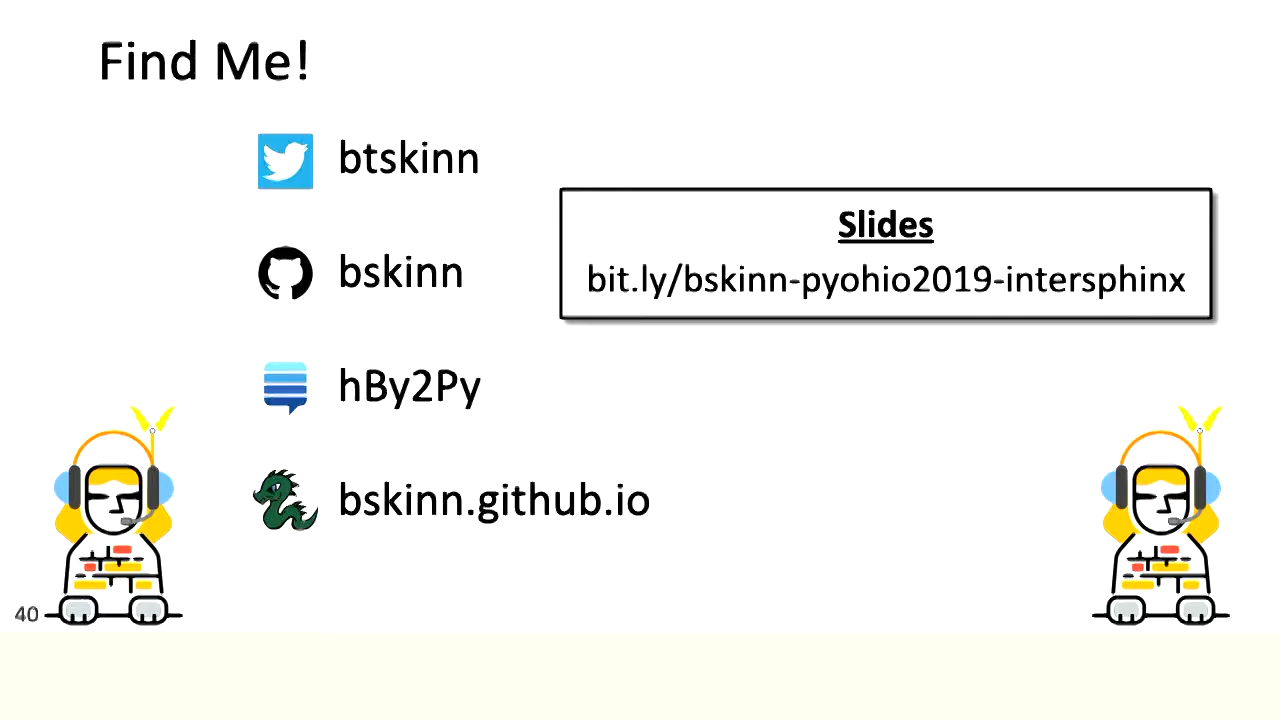 Find Me!
btskinn
bskinn
hBy2Py
bskinn.github.io
Slides
bit.ly/bskinn-pyohio2019-intersphinx
40